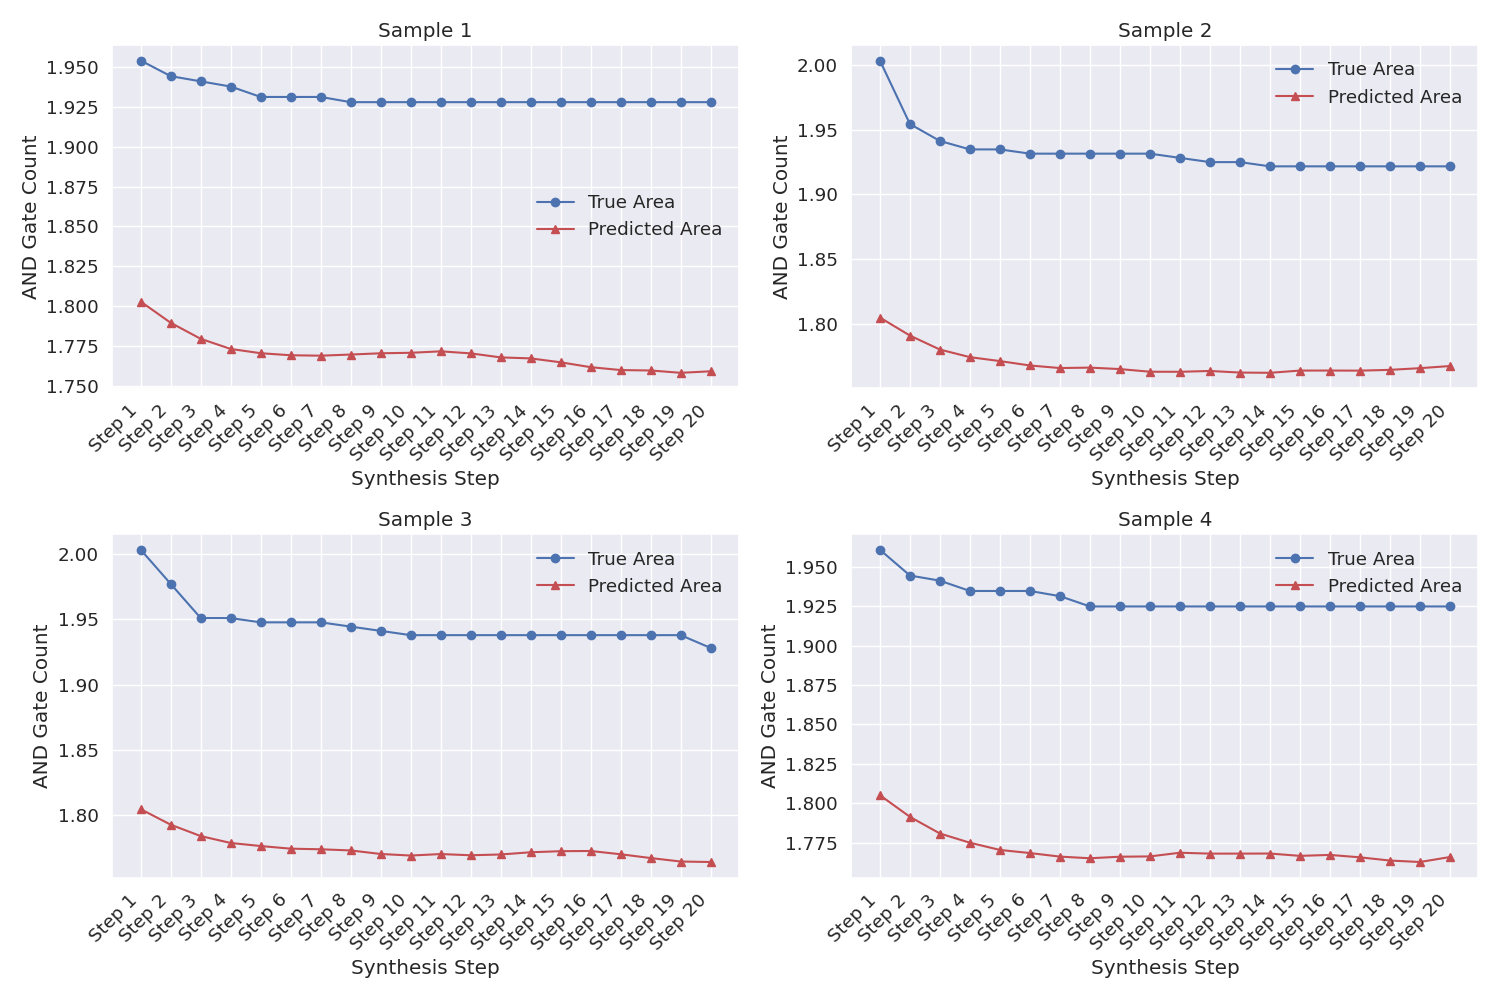 Sample 1
AND Gate Count
1.950
1.925
1.900
1.875
1.850
1.825
1.800
1.775
1.750
True Area
Predicted Area
Step 1
Step 2
Step 3
Step 4
Step 5
Step 6
Step 7
Step 8
Step 9
Step 10
Step 11
Step 12
Step 13
Step 14
Step 15
Step 16
Step 17
Step 18
Step 19
Step 20
Synthesis Step
Sample 2
AND Gate Count
2.00
1.95
1.90
1.85
1.80
True Area
Predicted Area
Step 1
Step 2
Step 3
Step 4
Step 5
Step 6
Step 7
Step 8
Step 9
Step 10
Step 11
Step 12
Step 13
Step 14
Step 15
Step 16
Step 17
Step 18
Step 19
Step 20
Synthesis Step
Sample 3
AND Gate Count
2.00
1.95
1.90
1.85
1.80
True Area
Predicted Area
Step 1
Step 2
Step 3
Step 4
Step 5
Step 6
Step 7
Step 8
Step 9
Step 10
Step 11
Step 12
Step 13
Step 14
Step 15
Step 16
Step 17
Step 18
Step 19
Step 20
Synthesis Step
Sample 4
AND Gate Count
1.950
1.925
1.900
1.875
1.850
1.825
1.800
1.775
True Area
Predicted Area
Step 1
Step 2
Step 3
Step 4
Step 5
Step 6
Step 7
Step 8
Step 9
Step 10
Step 11
Step 12
Step 13
Step 14
Step 15
Step 16
Step 17
Step 18
Step 19
Step 20
Synthesis Step